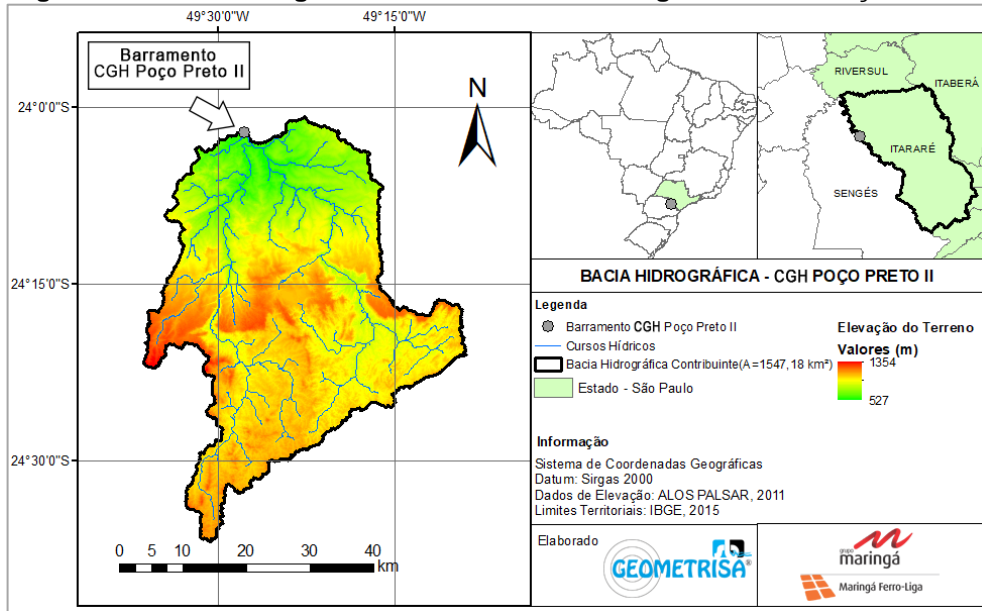 49°30'0"W 49°15'0"W
Barramento
CGH Poço Preto II
N
24°0'0"S
24°15'0"S
24°30'0"S
0 5 10 20 30 40
km
RIVERSUL
ITABERÁ
ITARARÉ
SENGÉS
BACIA HIDROGRÁFICA - CGH POÇO PRETO II
Legenda
Barramento CGH Poço Preto II
Cursos Hídricos
Bacia Hidrográfica Contribuinte(A=1547,18 km²)
Estado - São Paulo
Elevação do Terreno
Valores (m)
1354
527
Informação
Sistema de Coordenadas Geográficas
Datum: Sirgas 2000
Dados de Elevação: ALOS PALSAR, 2011
Limites Territoriais: IBGE, 2015
Elaborado
GEOMETRISA®
grupo
maringá
Maringá Ferro-Liga